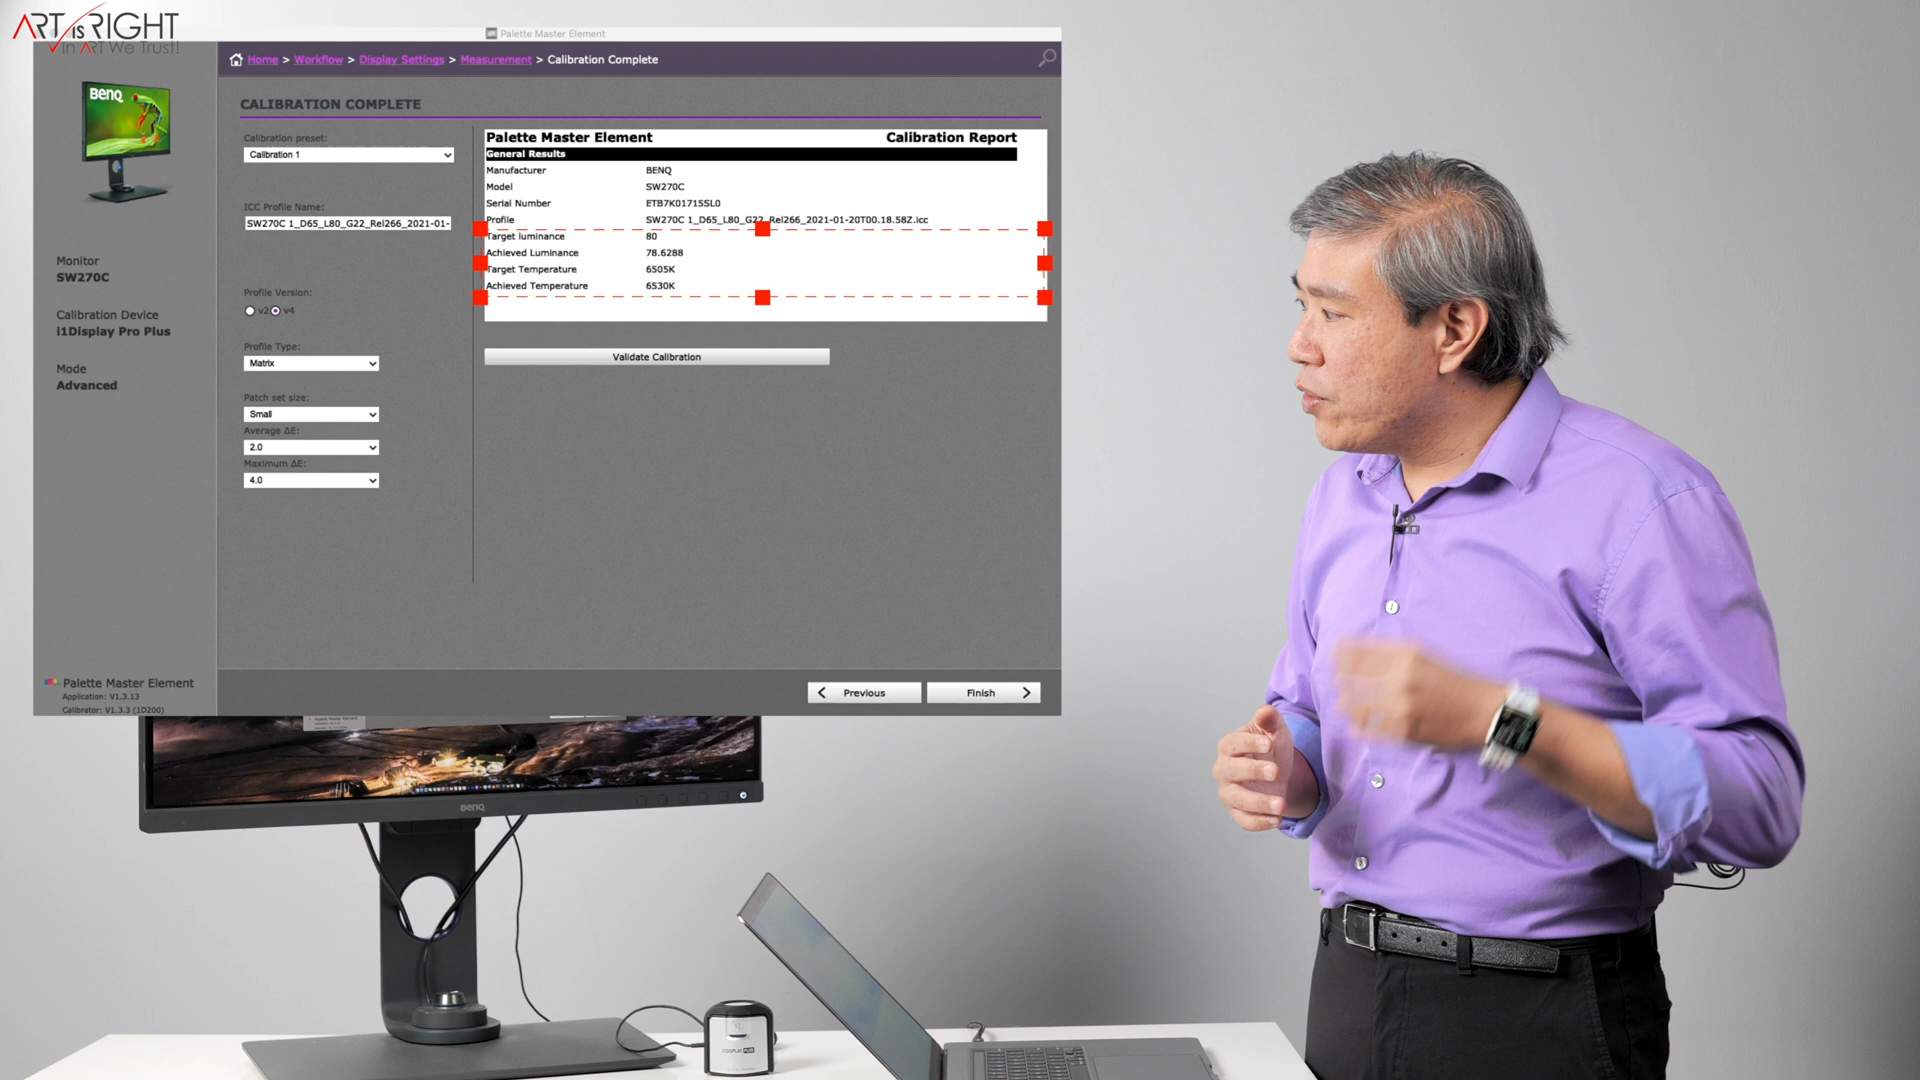 ART is RIGHT
In ART We Trust!
Palette Master Element
Home > Workflow > Display Settings > Measurement > Calibration Complete
BenQ
CALIBRATION COMPLETE
Calibration preset:
Calibration 1
ICC Profile Name:
SW270C 1_D65_L80_G22_Rel266_2021-01-
Profile Version:
v2 v4
Profile Type:
Matrix
Patch set size:
Small
Average ΔE:
2.0
Maximum ΔE:
4.0
Palette Master Element Calibration Report
General Results
Manufacturer BENQ
Model SW270C
Serial Number ETB7K01715SL0
Profile SW270C 1_D65_L80_G22_Rel266_2021-01-20T00.18.58Z.icc
Target luminance 80
Achieved Luminance 78.6288
Target Temperature 6505K
Achieved Temperature 6530K
Validate Calibration
Monitor
SW270C
Calibration Device
i1Display Pro Plus
Mode
Advanced
Palette Master Element
Application: V1.3.13
Calibrator: V1.3.3 (1D200)
Previous
Finish
Palette Master Element
BenQ
i1DISPLAY PLUS